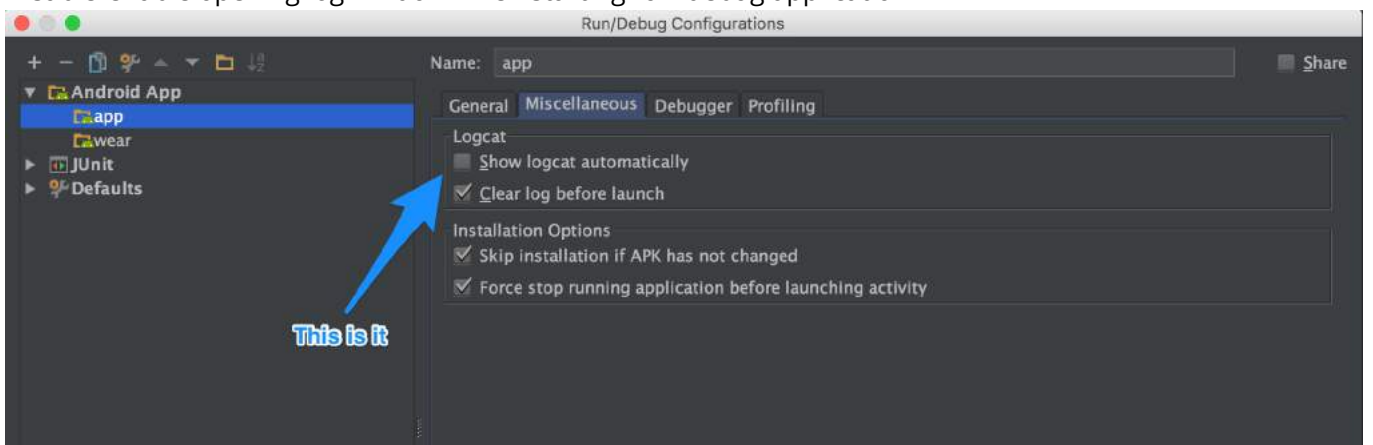 Run/Debug Configurations
Name: app
Share
Android App
app
wear
JUnit
Defaults
General Miscellaneous Debugger Profiling
Logcat
Show logcat automatically
Clear log before launch
Installation Options
Skip installation if APK has not changed
Force stop running application before launching activity
This is it